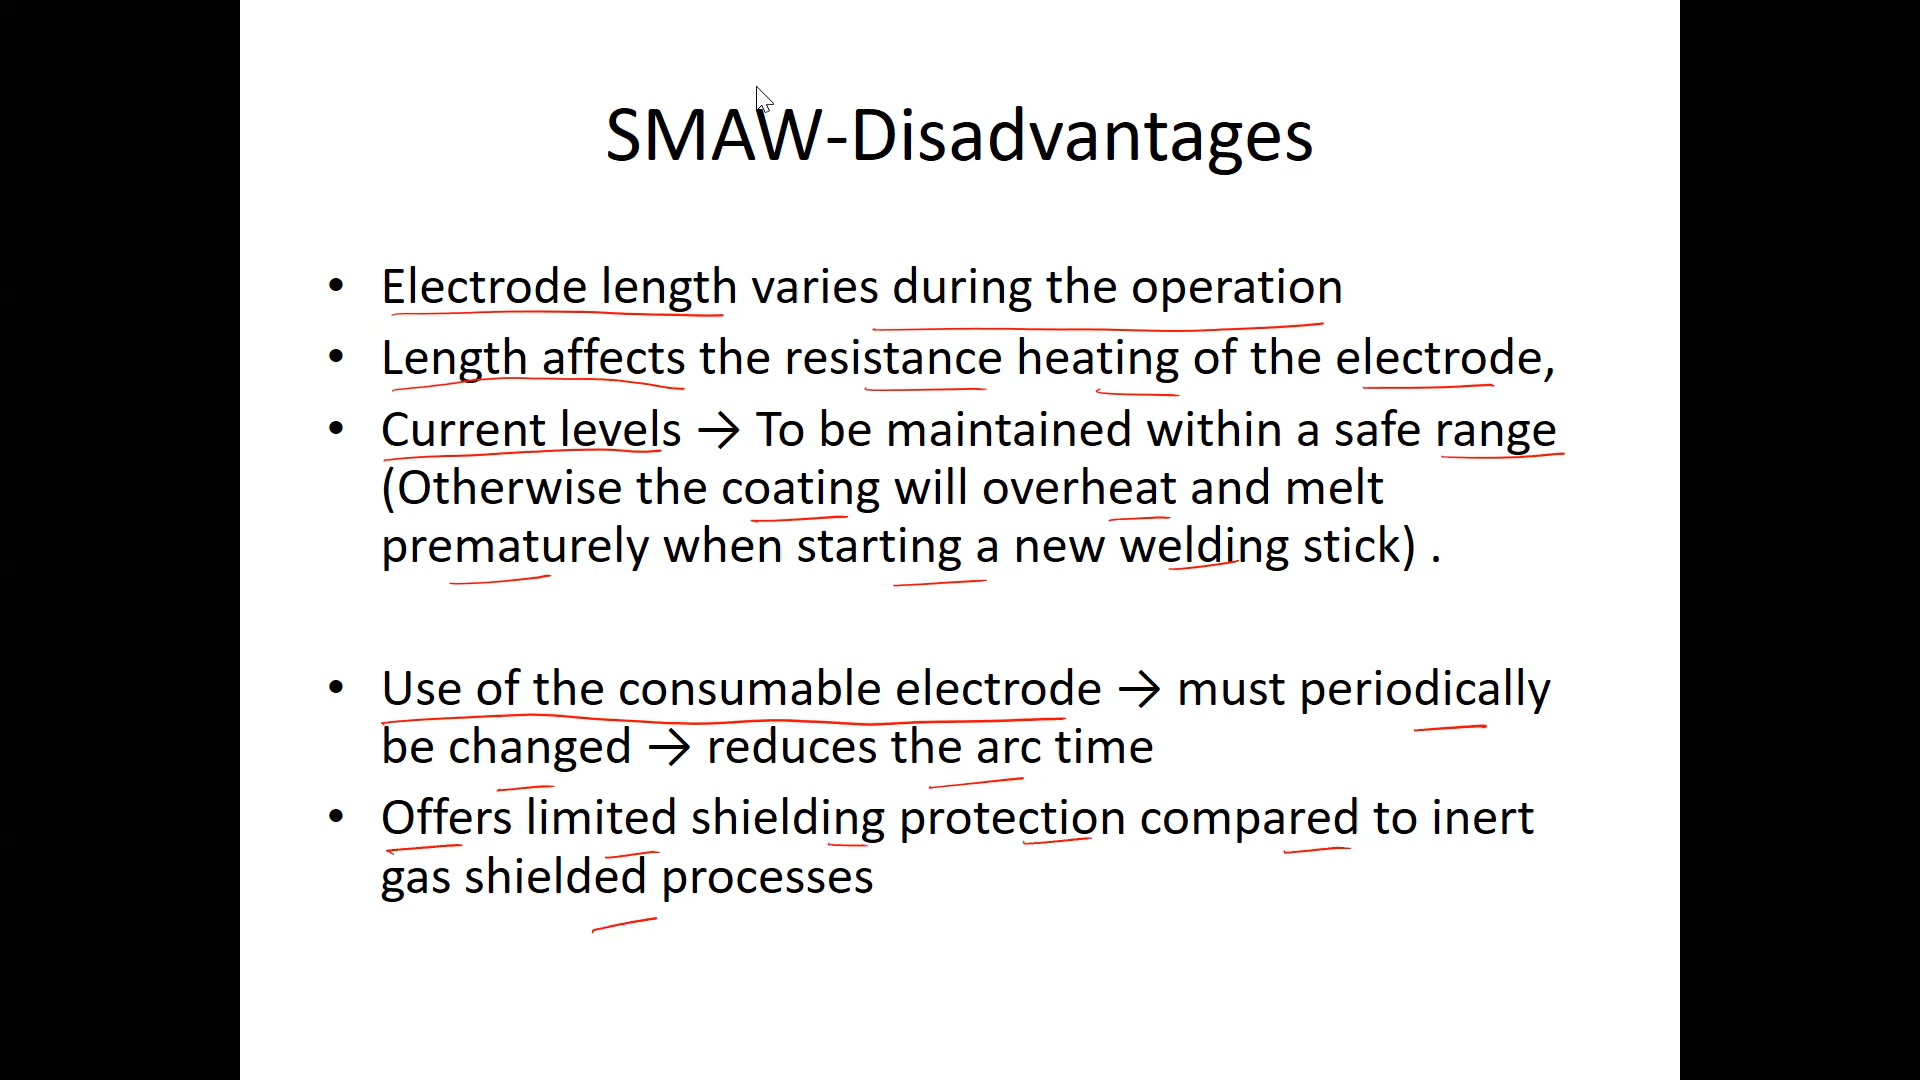 SMAW-Disadvantages
• Electrode length varies during the operation
• Length affects the resistance heating of the electrode,
• Current levels → To be maintained within a safe range
(Otherwise the coating will overheat and melt
prematurely when starting a new welding stick) .
• Use of the consumable electrode → must periodically
be changed → reduces the arc time
• Offers limited shielding protection compared to inert
gas shielded processes